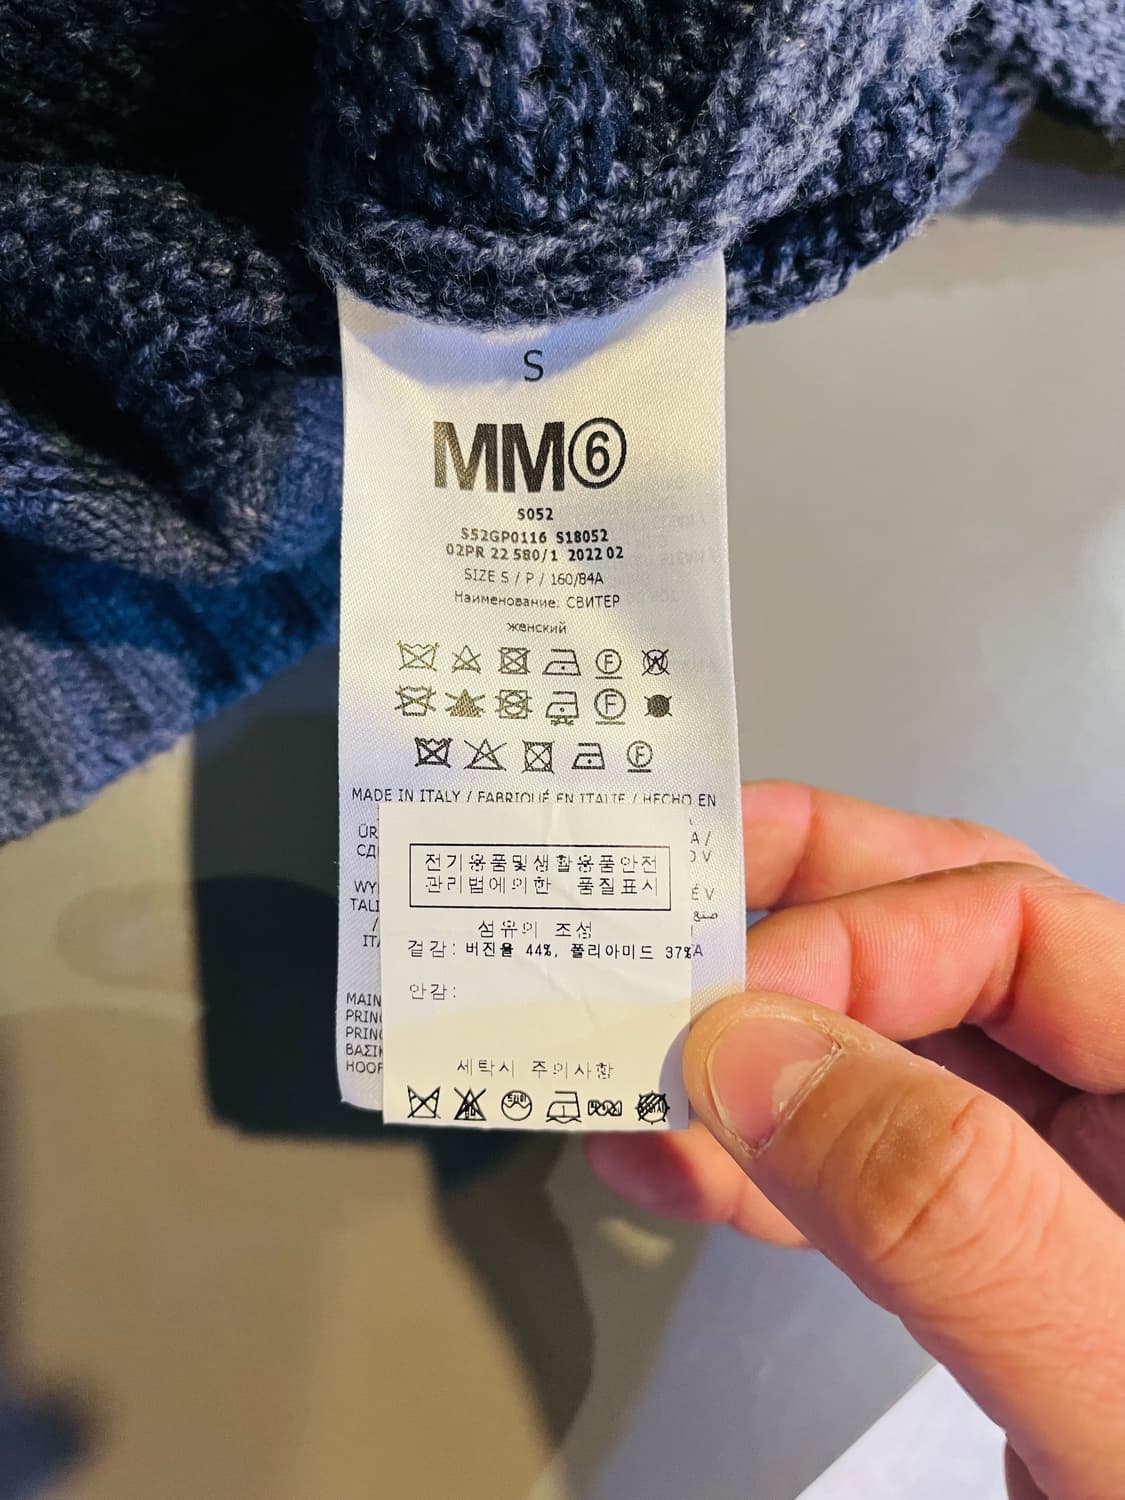 S
MM⑥
S052
S52GP0116 S18052
02PR 22 580/1 2022 02
SIZE S / P / 160/84A
Наименование: СВИТЕР
женский
MADE IN ITALY / FABRIQUÉ EN ITALIE / HECHO EN
전기용품및생활용품안전
관리법에의한 품질표시
섬유의 조성
겉감: 버진울 44%, 폴리아미드 37%
안감:
세탁시 주의사항
MAIN